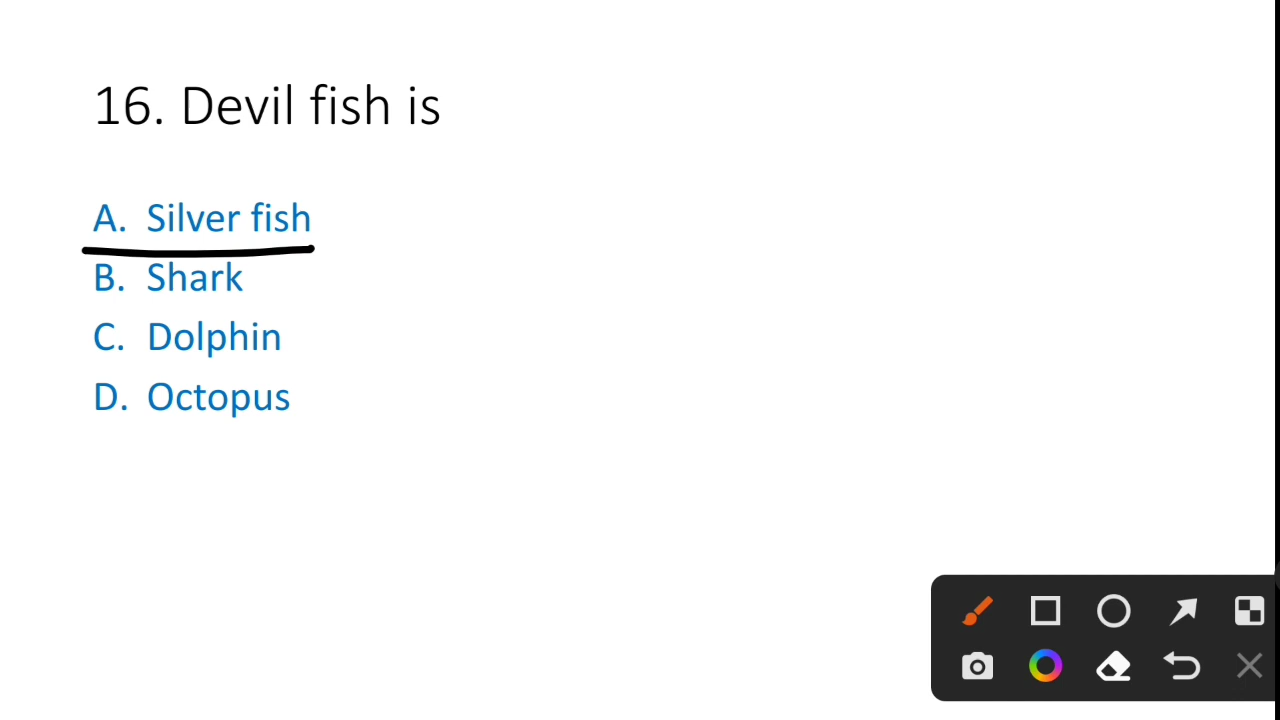 16. Devil fish is
A. Silver fish
B. Shark
C. Dolphin
D. Octopus